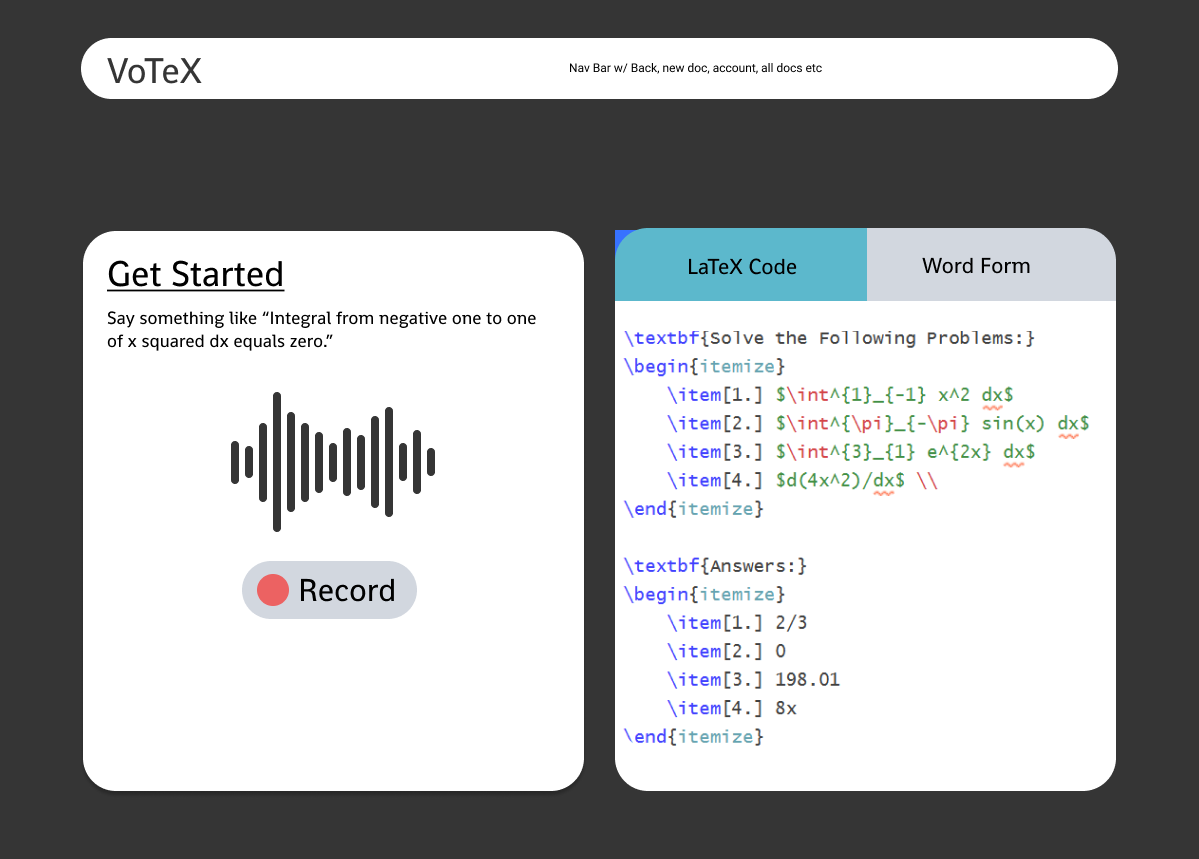 VoTeX
Nav Bar w/ Back, new doc, account, all docs etc
Get Started
Say something like “Integral from negative one to one
of x squared dx equals zero.”
Record
LaTeX Code
Word Form
\textbf{Solve the Following Problems:}
\begin{itemize}
    \item[1.] $\int^{1}_{-1} x^2 dx$
    \item[2.] $\int^{\pi}_{-\pi} sin(x) dx$
    \item[3.] $\int^{3}_{1} e^{2x} dx$
    \item[4.] $d(4x^2)/dx$ \\
\end{itemize}

\textbf{Answers:}
\begin{itemize}
    \item[1.] 2/3
    \item[2.] 0
    \item[3.] 198.01
    \item[4.] 8x
\end{itemize}